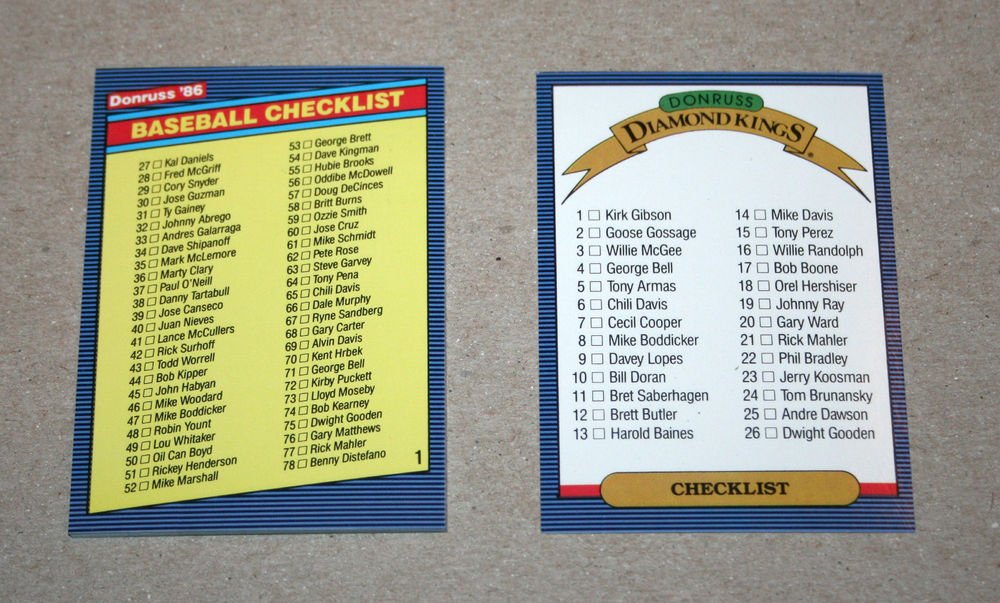 Donruss '86
BASEBALL CHECKLIST
27 Kal Daniels
28 Fred McGriff
29 Cory Snyder
30 Jose Guzman
31 Ty Gainey
32 Johnny Abrego
33 Andres Galarraga
34 Dave Shipanoff
35 Mark McLemore
36 Marty Clary
37 Paul O'Neill
38 Danny Tartabull
39 Jose Canseco
40 Juan Nieves
41 Lance McCullers
42 Rick Surhoff
43 Todd Worrell
44 Bob Kipper
45 John Habyan
46 Mike Woodard
47 Mike Boddicker
48 Robin Yount
49 Lou Whitaker
50 Oil Can Boyd
51 Rickey Henderson
52 Mike Marshall
53 George Brett
54 Dave Kingman
55 Hubie Brooks
56 Oddibe McDowell
57 Doug DeCinces
58 Britt Burns
59 Ozzie Smith
60 Jose Cruz
61 Mike Schmidt
62 Pete Rose
63 Steve Garvey
64 Tony Pena
65 Chili Davis
66 Dale Murphy
67 Ryne Sandberg
68 Gary Carter
69 Alvin Davis
70 Kent Hrbek
71 George Bell
72 Kirby Puckett
73 Lloyd Moseby
74 Bob Kearney
75 Dwight Gooden
76 Gary Matthews
77 Rick Mahler
78 Benny Distefano
1
DONRUSS
DIAMOND KINGS®
1 Kirk Gibson
2 Goose Gossage
3 Willie McGee
4 George Bell
5 Tony Armas
6 Chili Davis
7 Cecil Cooper
8 Mike Boddicker
9 Davey Lopes
10 Bill Doran
11 Bret Saberhagen
12 Brett Butler
13 Harold Baines
14 Mike Davis
15 Tony Perez
16 Willie Randolph
17 Bob Boone
18 Orel Hershiser
19 Johnny Ray
20 Gary Ward
21 Rick Mahler
22 Phil Bradley
23 Jerry Koosman
24 Tom Brunansky
25 Andre Dawson
26 Dwight Gooden
CHECKLIST